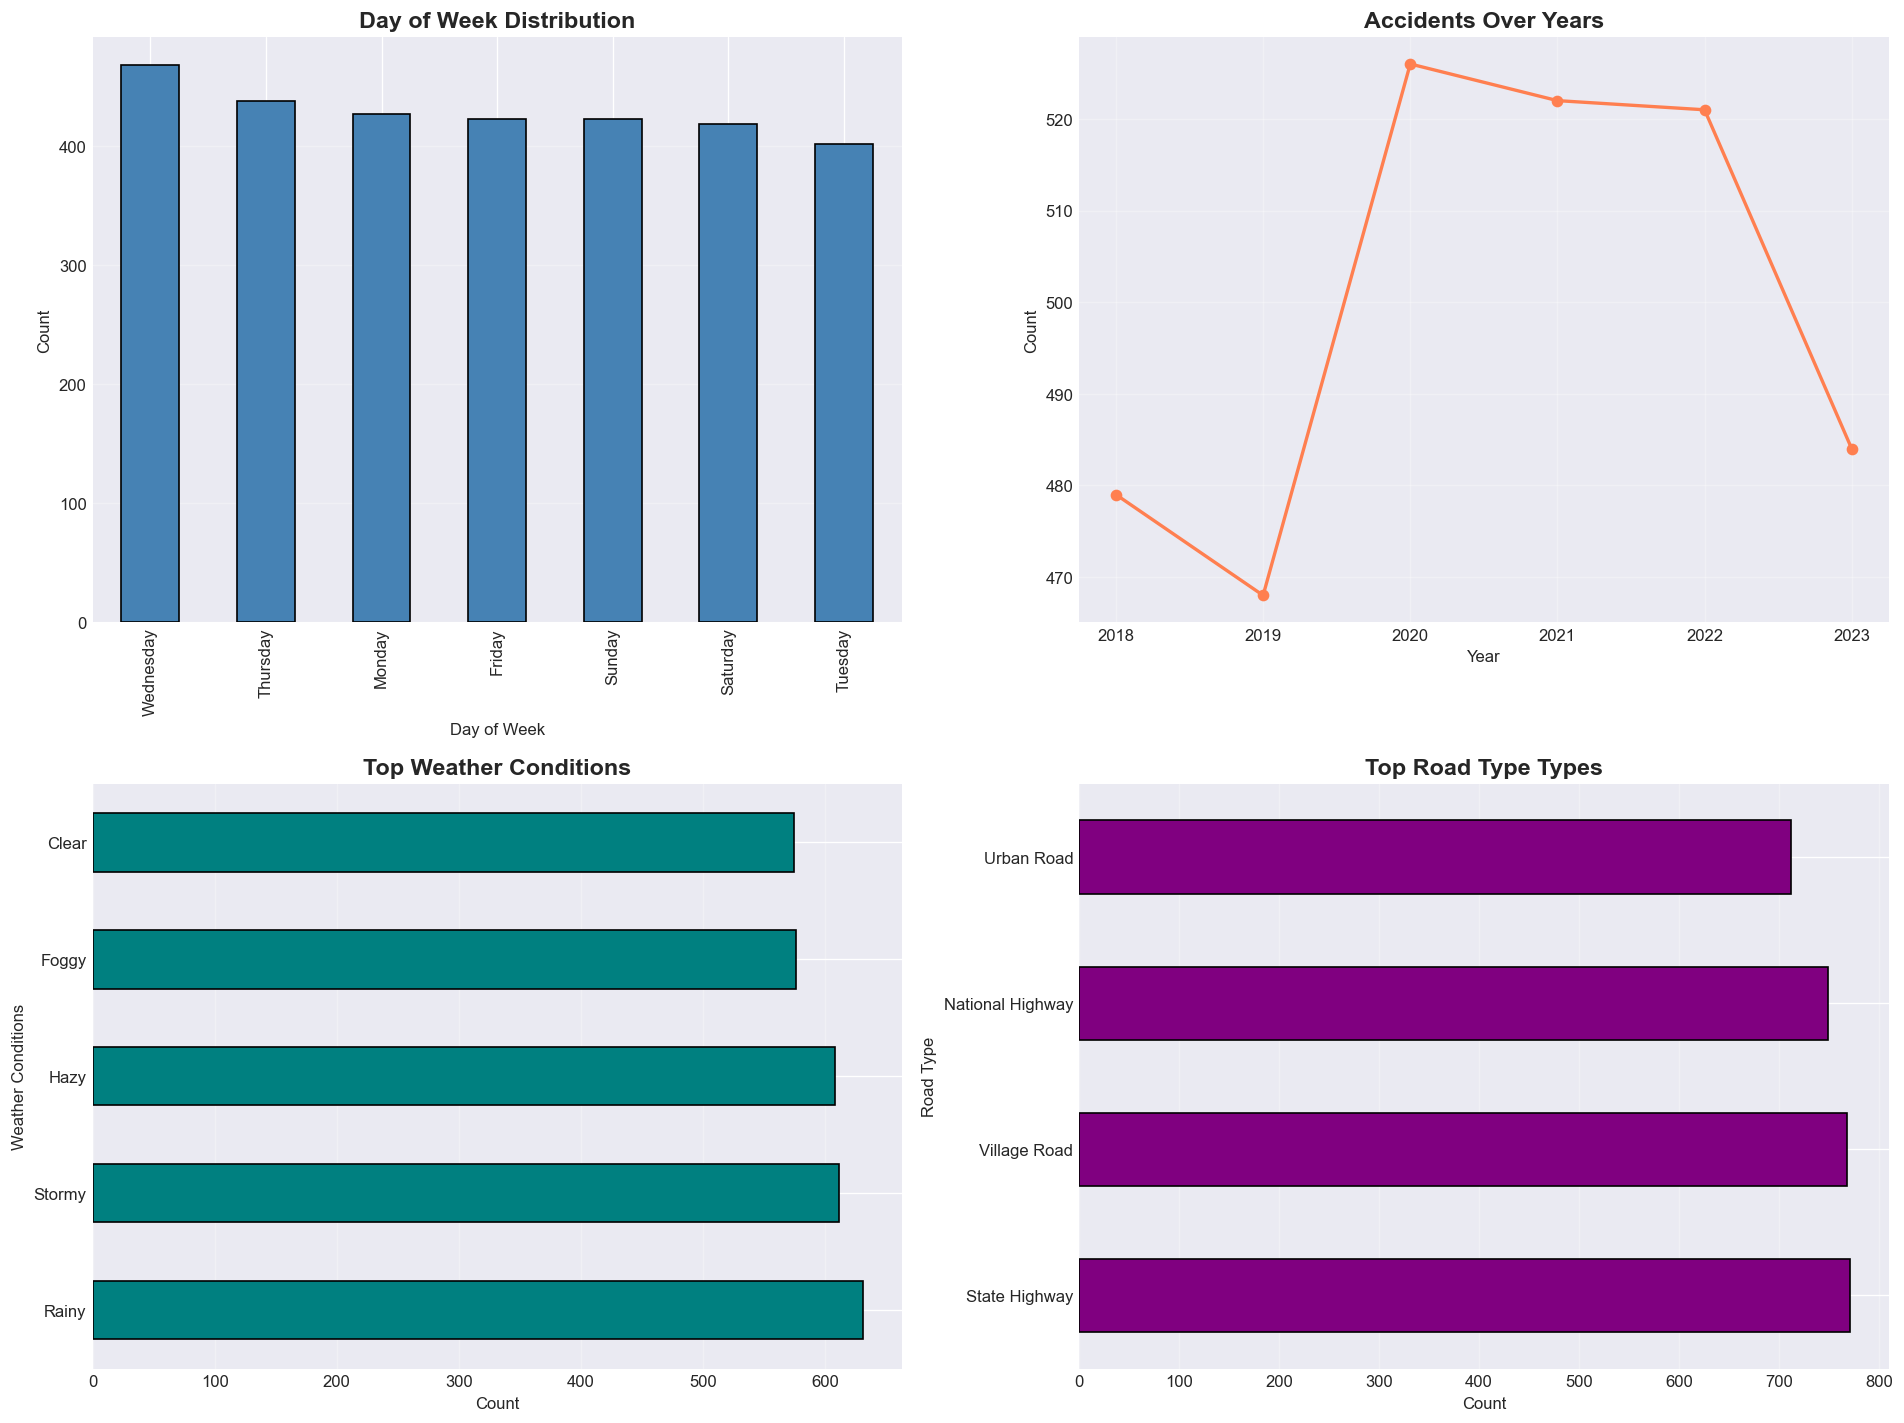 Day of Week Distribution
400
300
200
100
0
Count
Wednesday
Thursday
Monday
Friday
Sunday
Saturday
Tuesday
Day of Week
Accidents Over Years
520
510
500
490
480
470
Count
2018
2019
2020
2021
2022
2023
Year
Top Weather Conditions
Weather Conditions
Clear
Foggy
Hazy
Stormy
Rainy
0
100
200
300
400
500
600
Count
Top Road Type Types
Road Type
Urban Road
National Highway
Village Road
State Highway
0
100
200
300
400
500
600
700
800
Count